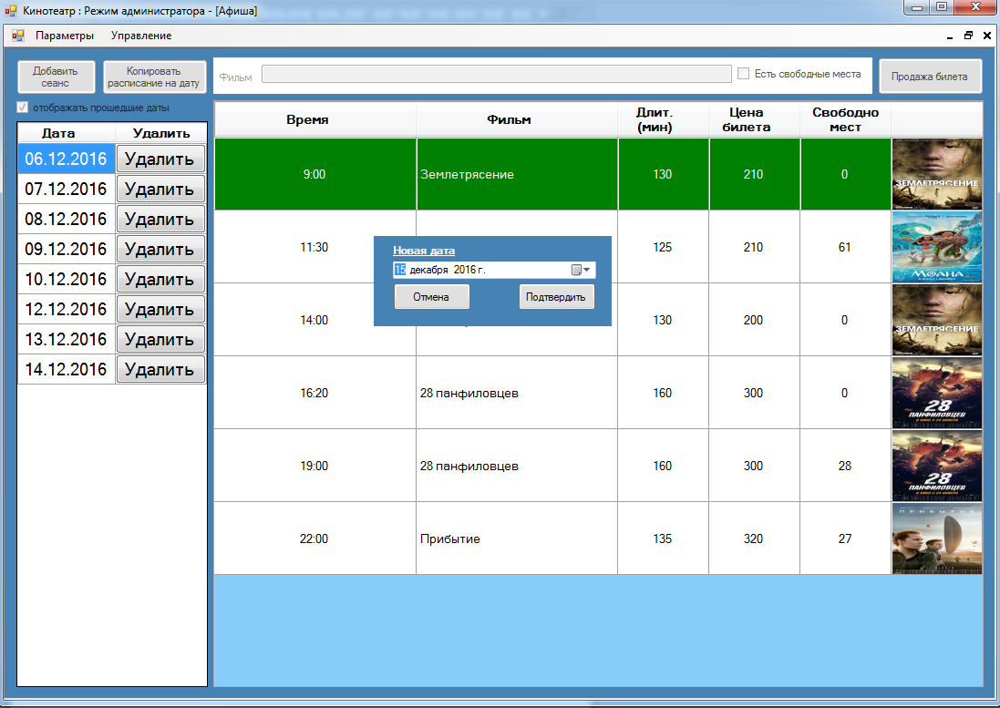 Кинотеатр : Режим администратора - [Афиша]
Параметры Управление
Добавить сеанс
Копировать расписание на дату
Фильм
Есть свободные места
Продажа билета
отображать прошедшие даты
Дата Удалить
06.12.2016 Удалить
07.12.2016 Удалить
08.12.2016 Удалить
09.12.2016 Удалить
10.12.2016 Удалить
12.12.2016 Удалить
13.12.2016 Удалить
14.12.2016 Удалить
Время Фильм Длит. (мин) Цена билета Свободно мест
9:00 Землетрясение 130 210 0
ЗЕМЛЕТРЯСЕНИЕ
11:30 125 210 61
МОАНА
14:00 130 200 0
ЗЕМЛЕТРЯСЕНИЕ
16:20 28 панфиловцев 160 300 0
28 ПАНФИЛОВЦЕВ
19:00 28 панфиловцев 160 300 28
28 ПАНФИЛОВЦЕВ
22:00 Прибытие 135 320 27
ПРИБЫТИЕ
Новая дата
15 декабря 2016 г.
Отмена Подтвердить